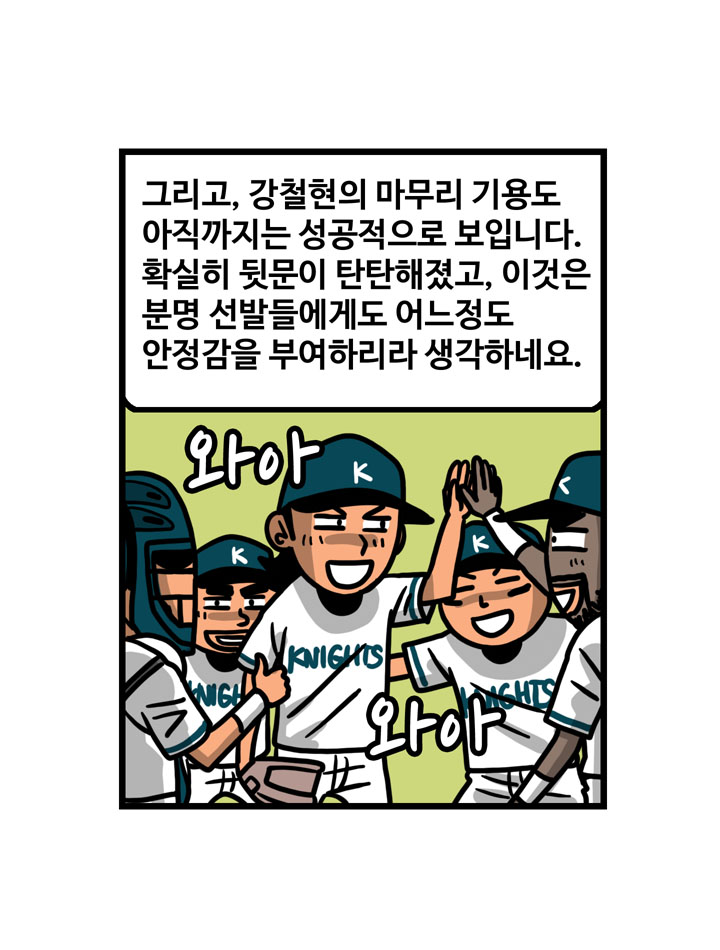 그리고, 강철현의 마무리 기용도
아직까지는 성공적으로 보입니다.
확실히 뒷문이 탄탄해졌고, 이것은
분명 선발들에게도 어느정도
안정감을 부여하리라 생각하네요.
와아
K
K
K
KNIGHTS
KNIGH
KNIGHTS
와아